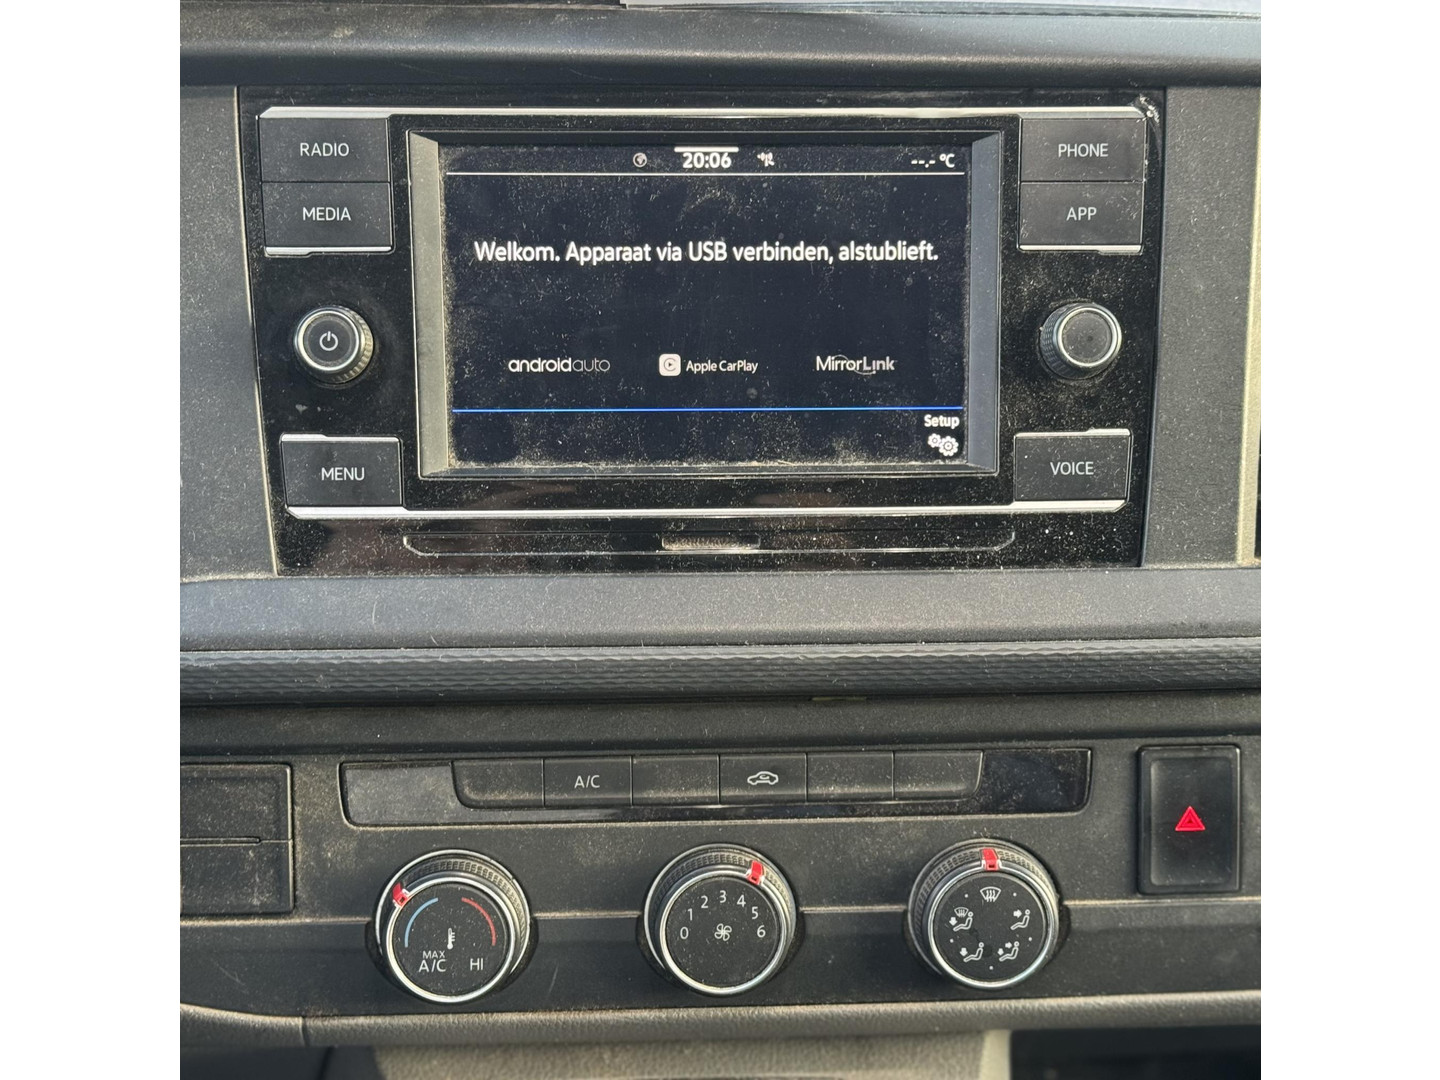 RADIO
MEDIA
MENU
20:06
--.- °C
Welkom. Apparaat via USB verbinden, alstublieft.
androidauto
Apple CarPlay
MirrorLink
Setup
PHONE
APP
VOICE
A/C
MAX
A/C
HI
0 1 2 3 4 5 6